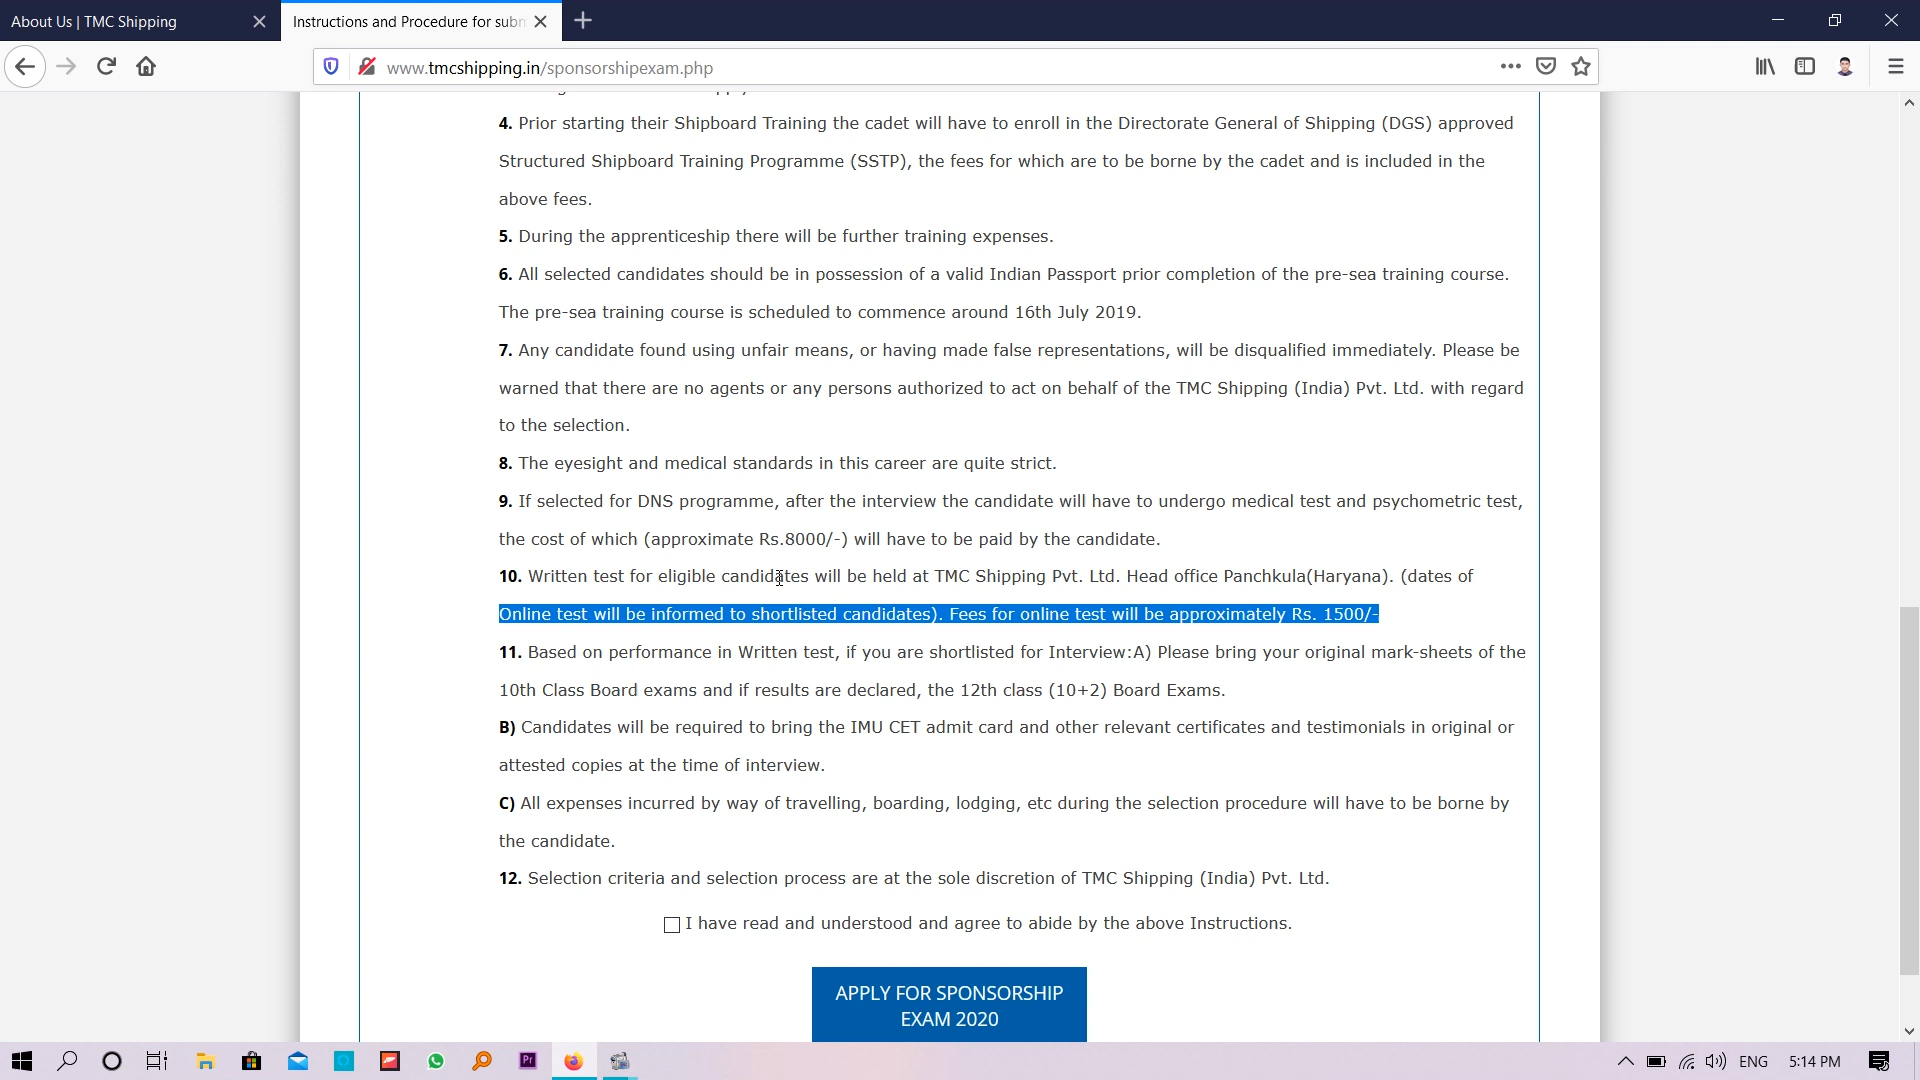 About Us | TMC Shipping
Instructions and Procedure for subm
www.tmcshipping.in/sponsorshipexam.php
4. Prior starting their Shipboard Training the cadet will have to enroll in the Directorate General of Shipping (DGS) approved
Structured Shipboard Training Programme (SSTP), the fees for which are to be borne by the cadet and is included in the
above fees.
5. During the apprenticeship there will be further training expenses.
6. All selected candidates should be in possession of a valid Indian Passport prior completion of the pre-sea training course.
The pre-sea training course is scheduled to commence around 16th July 2019.
7. Any candidate found using unfair means, or having made false representations, will be disqualified immediately. Please be
warned that there are no agents or any persons authorized to act on behalf of the TMC Shipping (India) Pvt. Ltd. with regard
to the selection.
8. The eyesight and medical standards in this career are quite strict.
9. If selected for DNS programme, after the interview the candidate will have to undergo medical test and psychometric test,
the cost of which (approximate Rs.8000/-) will have to be paid by the candidate.
10. Written test for eligible candidates will be held at TMC Shipping Pvt. Ltd. Head office Panchkula(Haryana). (dates of
Online test will be informed to shortlisted candidates). Fees for online test will be approximately Rs. 1500/-
11. Based on performance in Written test, if you are shortlisted for Interview:A) Please bring your original mark-sheets of the
10th Class Board exams and if results are declared, the 12th class (10+2) Board Exams.
B) Candidates will be required to bring the IMU CET admit card and other relevant certificates and testimonials in original or
attested copies at the time of interview.
C) All expenses incurred by way of travelling, boarding, lodging, etc during the selection procedure will have to be borne by
the candidate.
12. Selection criteria and selection process are at the sole discretion of TMC Shipping (India) Pvt. Ltd.
I have read and understood and agree to abide by the above Instructions.
APPLY FOR SPONSORSHIP
EXAM 2020
Pr
ENG
5:14 PM